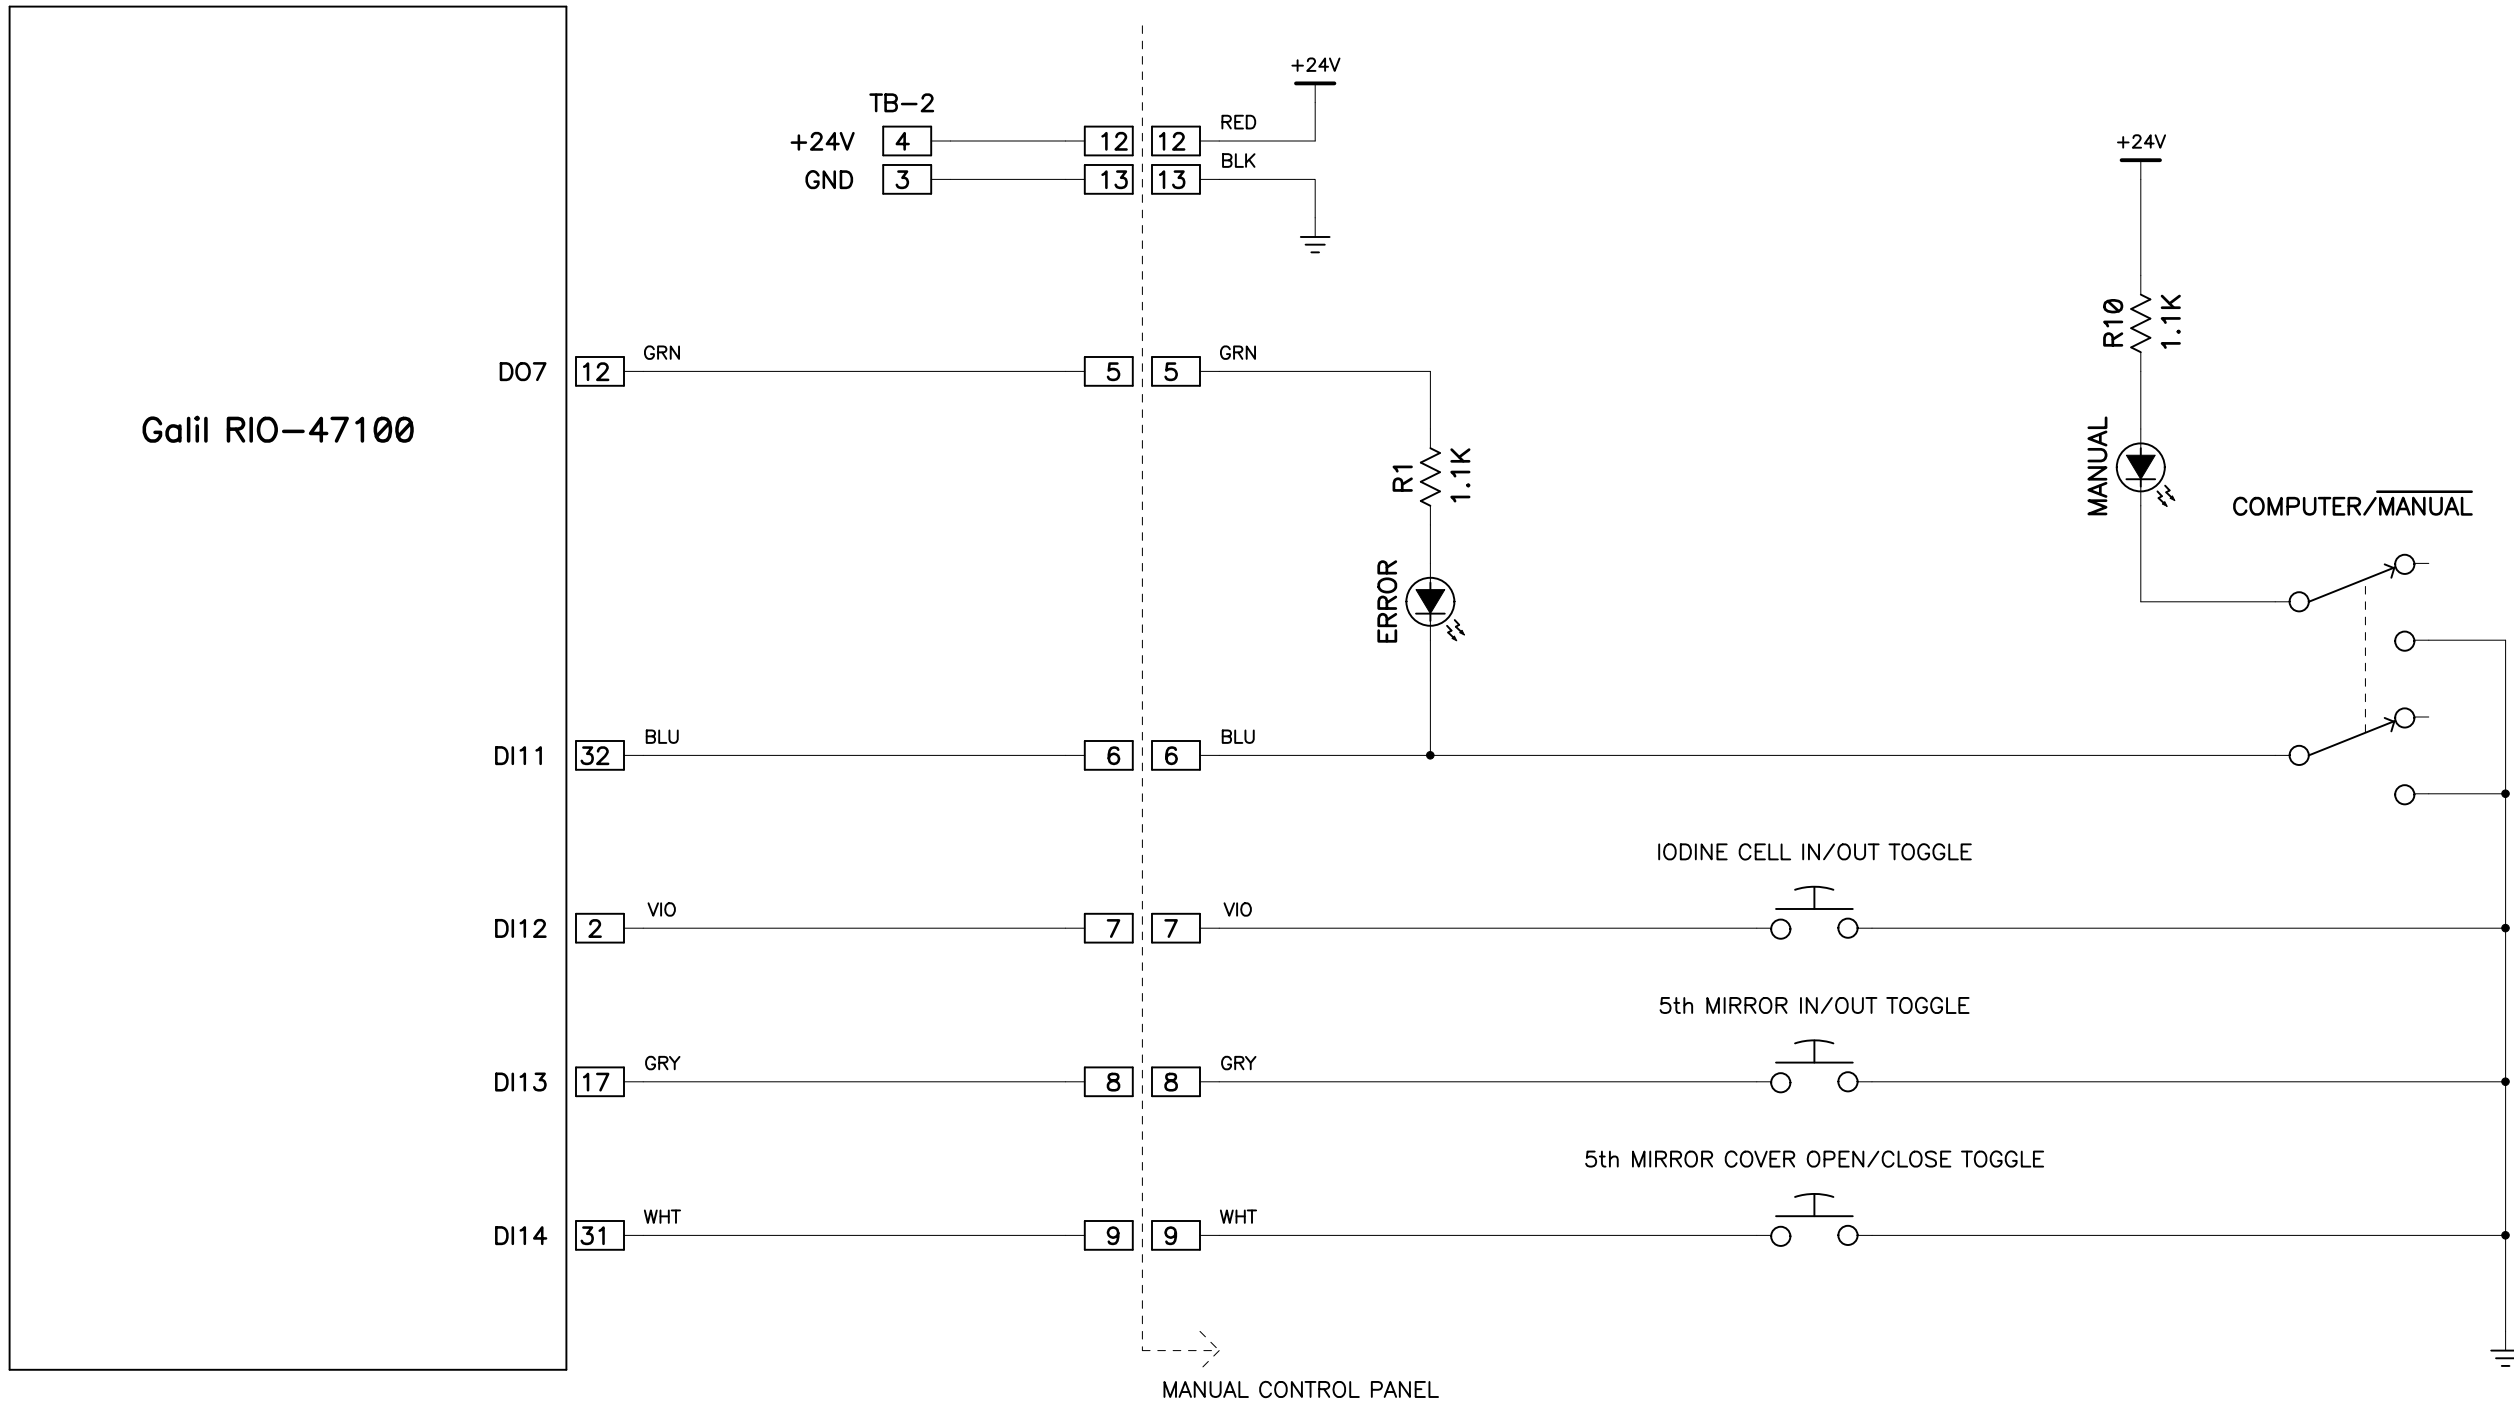 +24V
TB-2
+24V 4 12 12 RED
GND 3 13 13 BLK
+24V
DO7 12 GRN 5 5 GRN
R10 1.1K
Galil RIO-47100
R1 1.1K
MANUAL
COMPUTER/MANUAL
ERROR
DI11 32 BLU 6 6 BLU
IODINE CELL IN/OUT TOGGLE
DI12 2 VIO 7 7 VIO
5th MIRROR IN/OUT TOGGLE
DI13 17 GRY 8 8 GRY
5th MIRROR COVER OPEN/CLOSE TOGGLE
DI14 31 WHT 9 9 WHT
MANUAL CONTROL PANEL